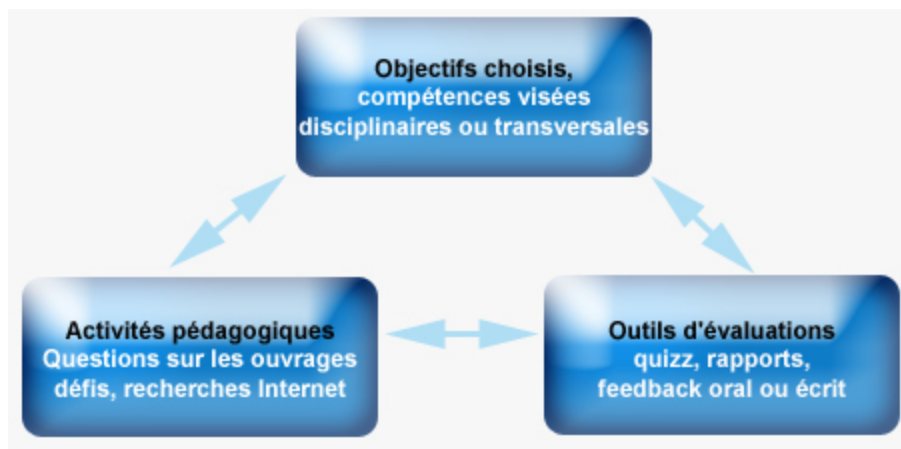 Objectifs choisis,
compétences visées
disciplinaires ou transversales
Activités pédagogiques
Questions sur les ouvrages
défis, recherches Internet
Outils d'évaluations
quizz, rapports,
feedback oral ou écrit